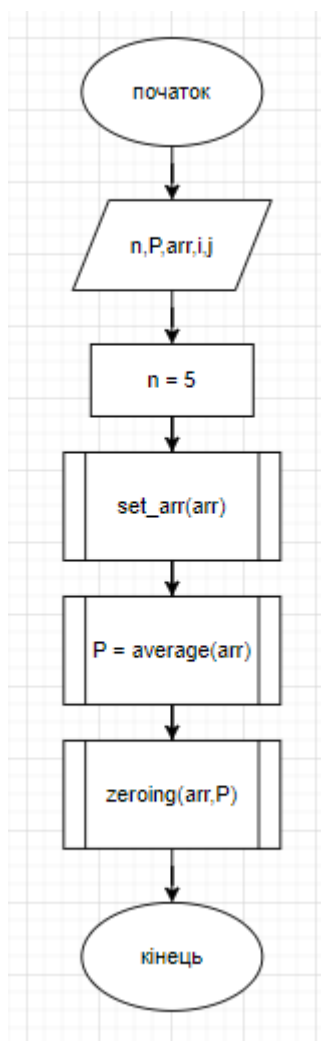 початок
n,P,arr,i,j
n = 5
set_arr(arr)
P = average(arr)
zeroing(arr,P)
кінець